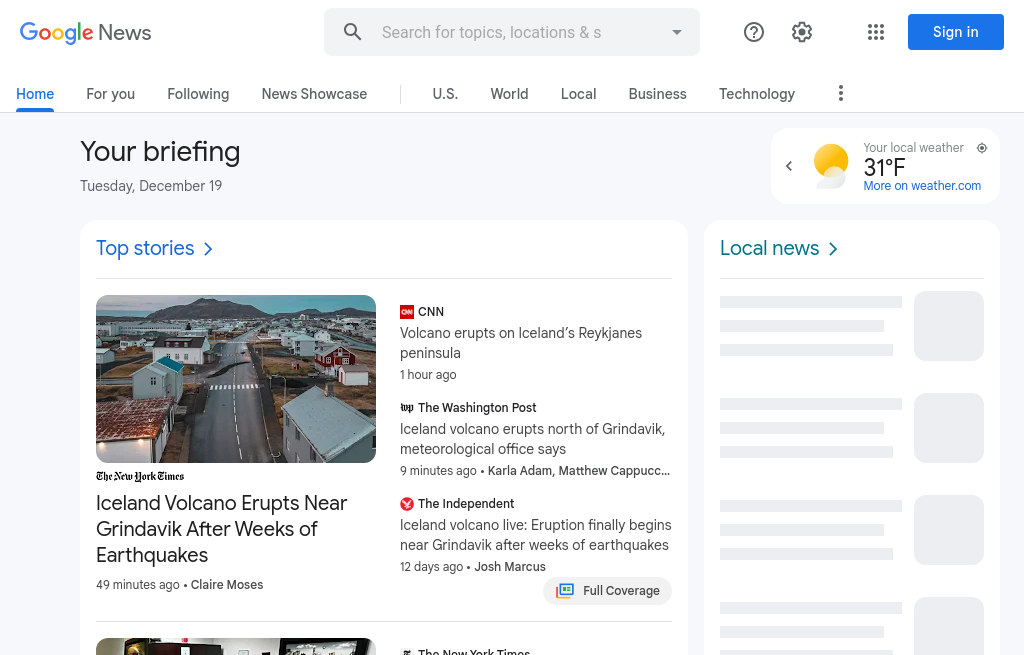 Google News
Search for topics, locations & s
Sign in
Home
For you
Following
News Showcase
U.S.
World
Local
Business
Technology
Your briefing
Tuesday, December 19
Your local weather
31°F
More on weather.com
Top stories
Local news
The New York Times
Iceland Volcano Erupts Near
Grindavik After Weeks of
Earthquakes
49 minutes ago • Claire Moses
CNN
CNN
Volcano erupts on Iceland’s Reykjanes
peninsula
1 hour ago
wp The Washington Post
Iceland volcano erupts north of Grindavik,
meteorological office says
9 minutes ago • Karla Adam, Matthew Cappucc...
The Independent
Iceland volcano live: Eruption finally begins
near Grindavik after weeks of earthquakes
12 days ago • Josh Marcus
Full Coverage
The New York Times